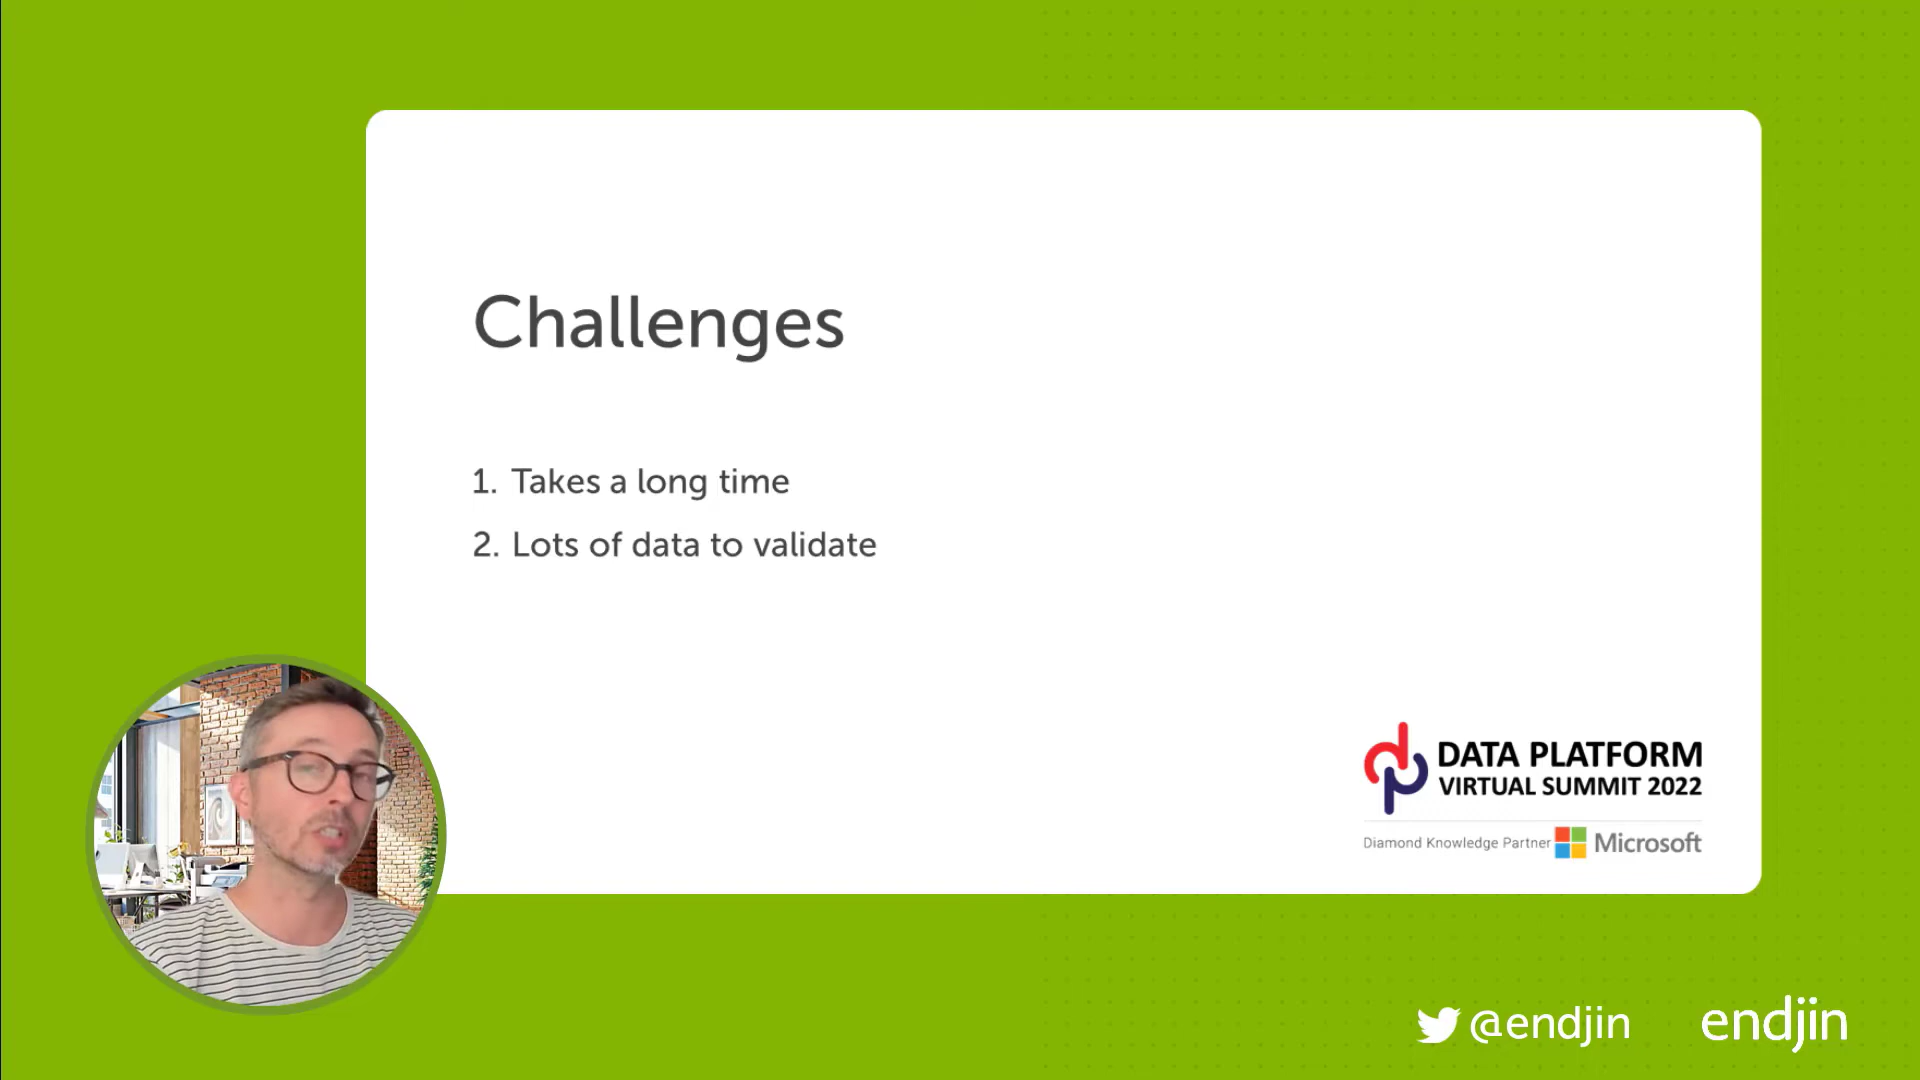 Challenges
1. Takes a long time
2. Lots of data to validate
DATA PLATFORM
VIRTUAL SUMMIT 2022
Diamond Knowledge Partner Microsoft
@endjin endjin